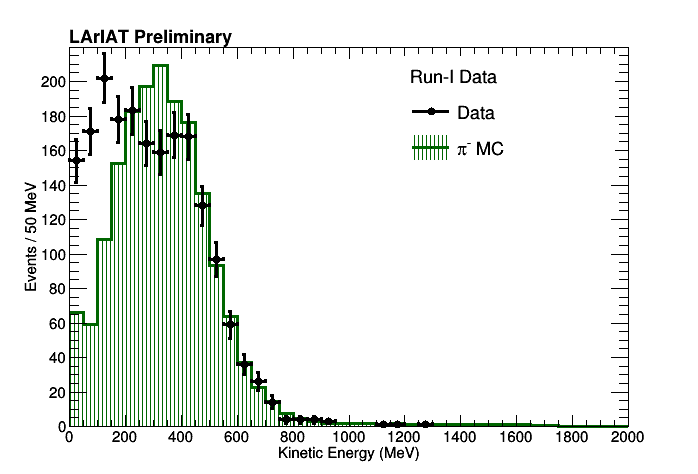 LArIAT Preliminary
Run-I Data
Data
π⁻ MC
Events / 50 MeV
200
180
160
140
120
100
80
60
40
20
0
0 200 400 600 800 1000 1200 1400 1600 1800 2000
Kinetic Energy (MeV)